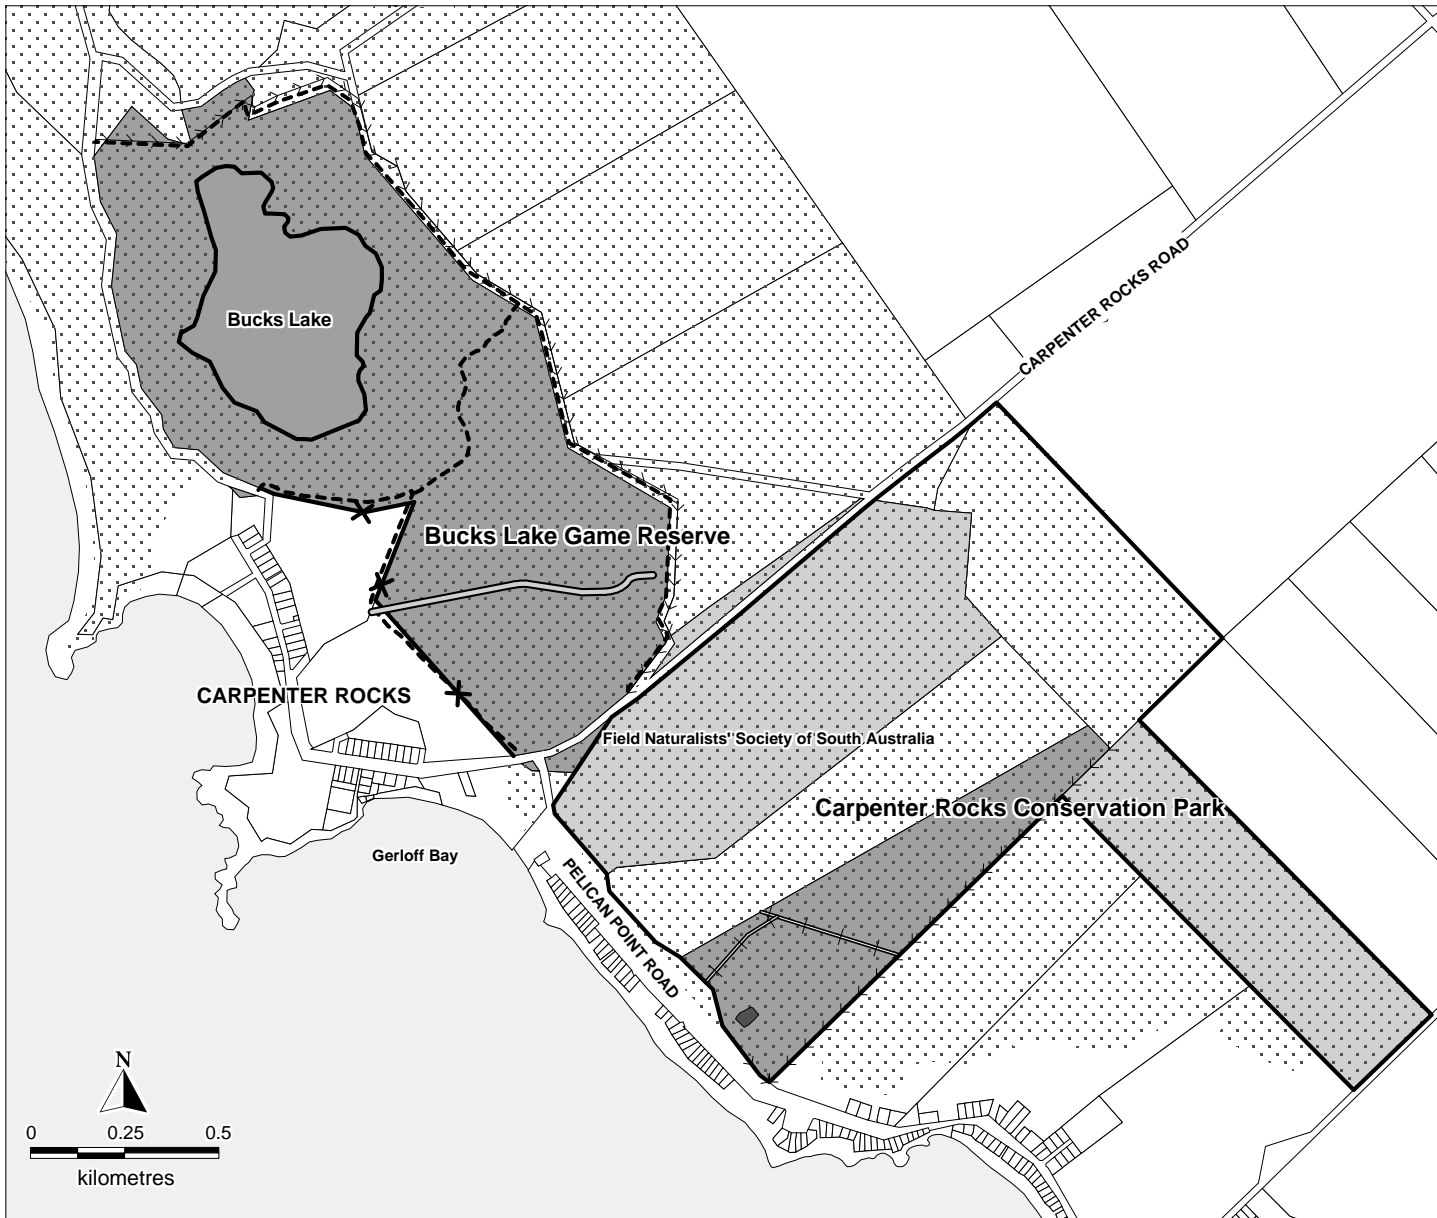 CARPENTER ROCKS ROAD
Bucks Lake
Bucks Lake Game Reserve
CARPENTER ROCKS
Field Naturalists' Society of South Australia
Carpenter Rocks Conservation Park
Gerloff Bay
PELICAN POINT ROAD
N
0 0.25 0.5
kilometres